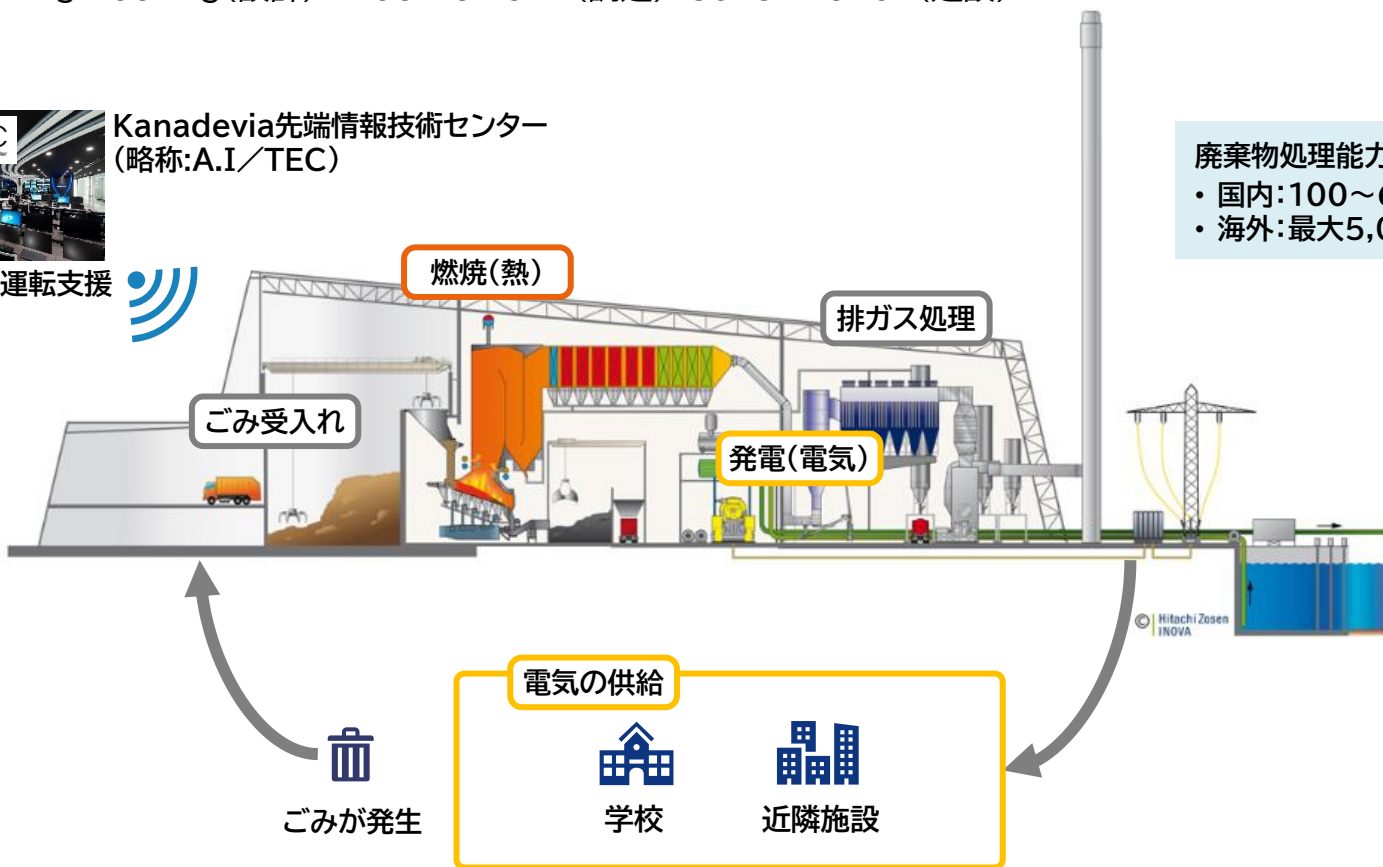 Kanadevia先端情報技術センター
(略称:A.I／TEC)
運転支援
廃棄物処理能力
• 国内:100～
• 海外:最大5,0
燃焼(熱)
排ガス処理
ごみ受入れ
発電(電気)
© Hitachi Zosen
INOVA
電気の供給
ごみが発生
学校
近隣施設